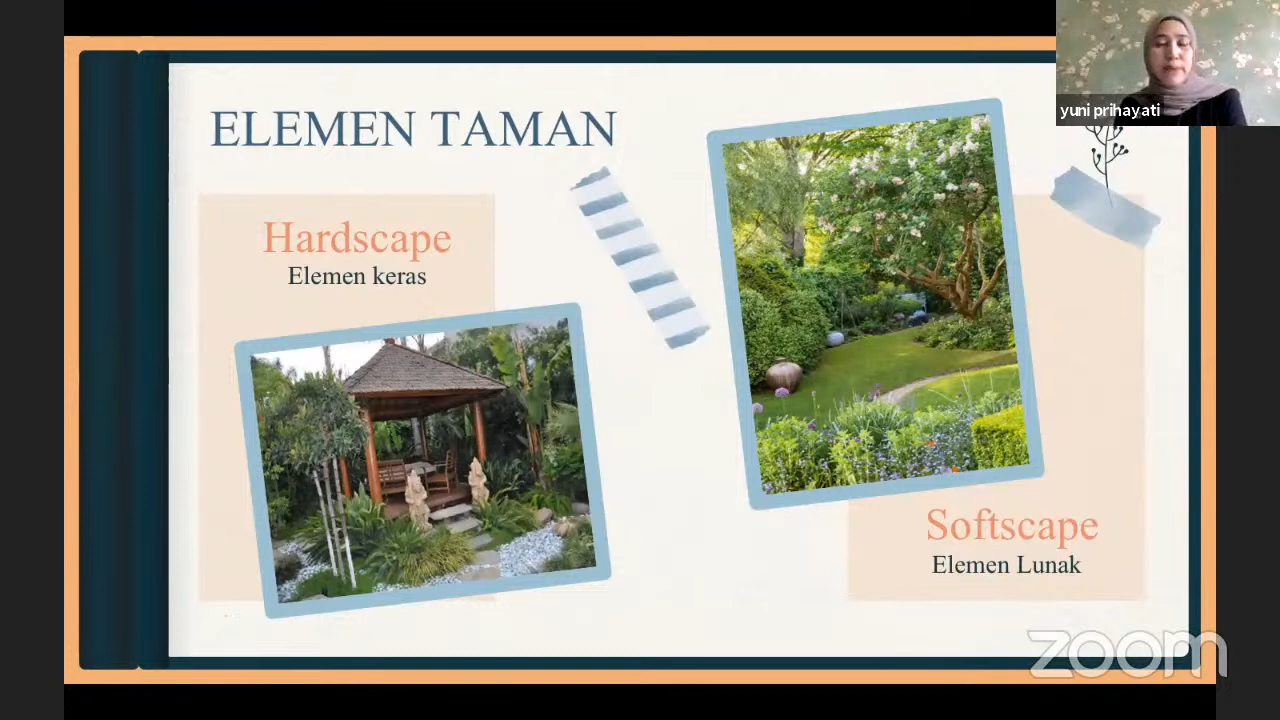 yuni prihayati
ELEMEN TAMAN
Hardscape
Elemen keras
Softscape
Elemen Lunak
zoom